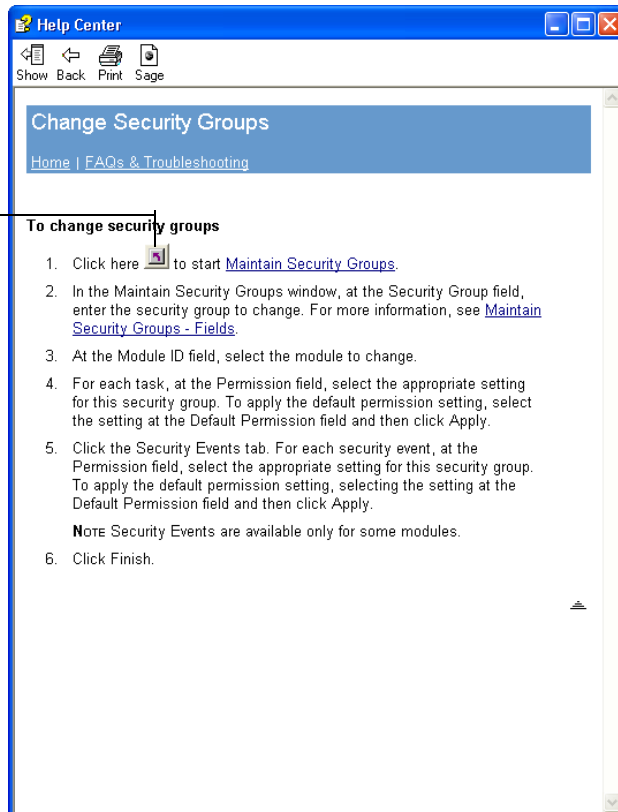 Help Center
Show Back Print Sage
Change Security Groups
Home | FAQs & Troubleshooting
To change security groups
1. Click here to start Maintain Security Groups.
2. In the Maintain Security Groups window, at the Security Group field,
enter the security group to change. For more information, see Maintain
Security Groups - Fields.
3. At the Module ID field, select the module to change.
4. For each task, at the Permission field, select the appropriate setting
for this security group. To apply the default permission setting, select
the setting at the Default Permission field and then click Apply.
5. Click the Security Events tab. For each security event, at the
Permission field, select the appropriate setting for this security group.
To apply the default permission setting, selecting the setting at the
Default Permission field and then click Apply.
NOTE Security Events are available only for some modules.
6. Click Finish.